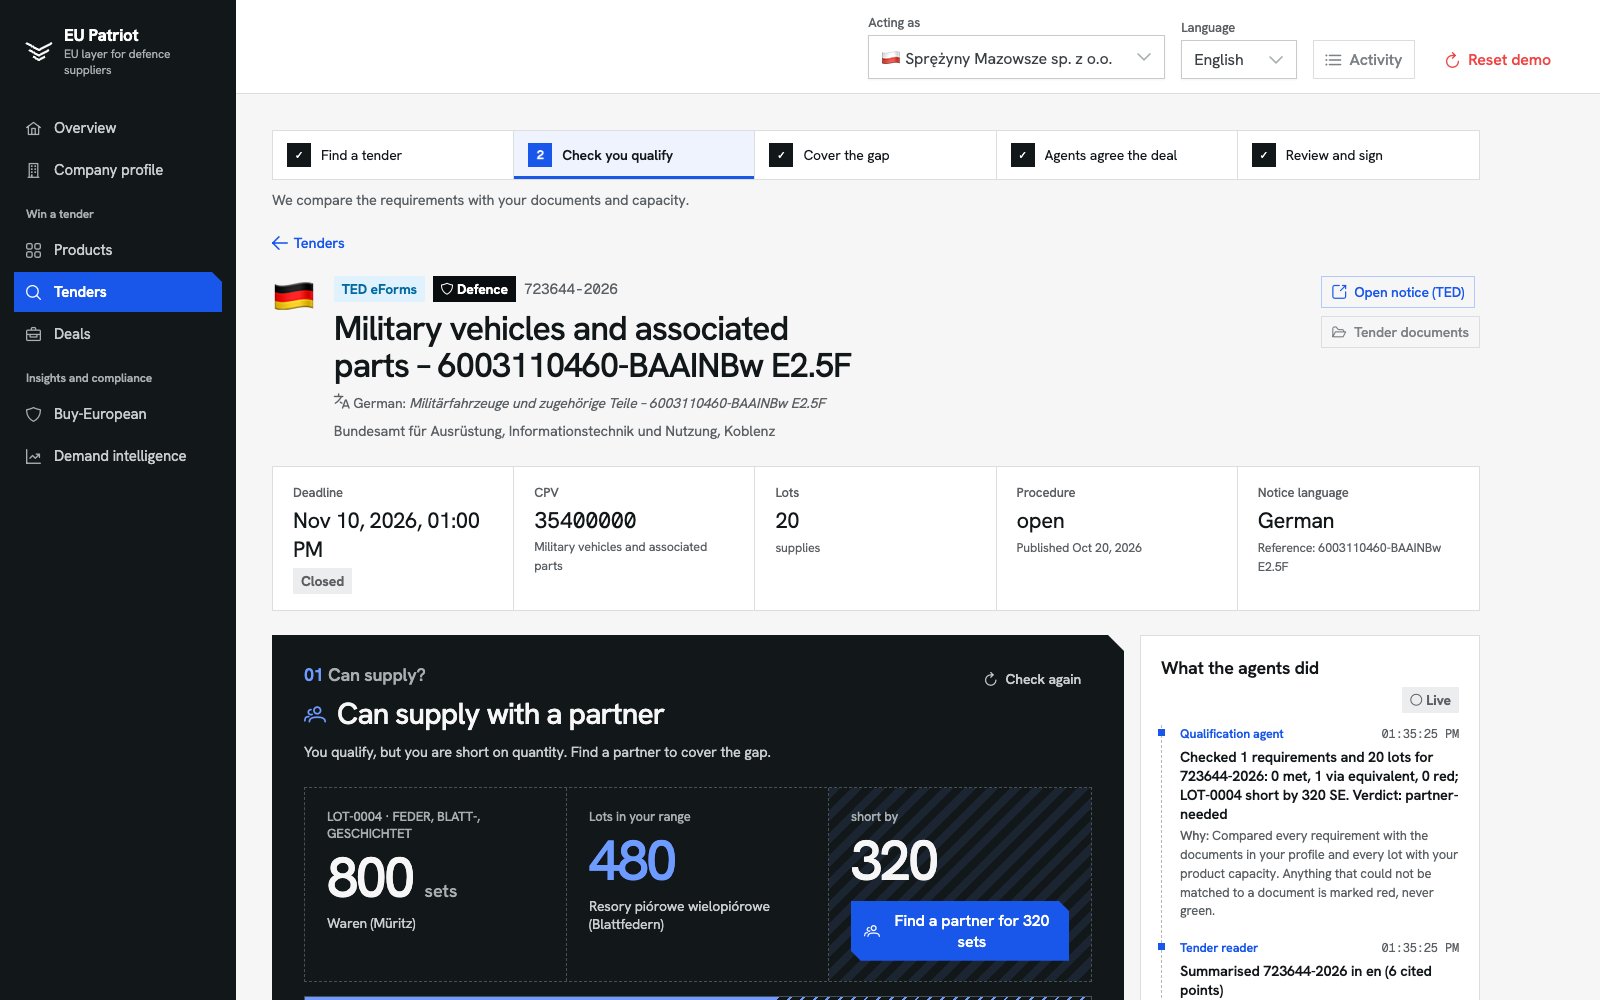 EU Patriot
EU layer for defence
suppliers
Overview
Company profile
Win a tender
Products
Tenders
Deals
Insights and compliance
Buy-European
Demand intelligence
Acting as
Sprężyny Mazowsze sp. z o.o.
Language
English
Activity
Reset demo
✓ Find a tender
2 Check you qualify
✓ Cover the gap
✓ Agents agree the deal
✓ Review and sign
We compare the requirements with your documents and capacity.
← Tenders
TED eForms Defence 723644-2026
Open notice (TED)
Tender documents
Military vehicles and associated
parts – 6003110460-BAAINBw E2.5F
German: Militärfahrzeuge und zugehörige Teile – 6003110460-BAAINBw E2.5F
Bundesamt für Ausrüstung, Informationstechnik und Nutzung, Koblenz
Deadline
Nov 10, 2026, 01:00
PM
Closed
CPV
35400000
Military vehicles and associated
parts
Lots
20
supplies
Procedure
open
Published Oct 20, 2026
Notice language
German
Reference: 6003110460-BAAINBw
E2.5F
01 Can supply?
Check again
Can supply with a partner
You qualify, but you are short on quantity. Find a partner to cover the gap.
LOT-0004 · FEDER, BLATT-,
GESCHICHTET
800 sets
Waren (Müritz)
Lots in your range
480
Resory piórowe wielopiórowe
(Blattfedern)
short by
320
Find a partner for 320
sets
What the agents did
Live
Qualification agent 01:35:25 PM
Checked 1 requirements and 20 lots for
723644-2026: 0 met, 1 via equivalent, 0 red;
LOT-0004 short by 320 SE. Verdict: partner-
needed
Why: Compared every requirement with the
documents in your profile and every lot with your
product capacity. Anything that could not be
matched to a document is marked red, never
green.
Tender reader 01:35:25 PM
Summarised 723644-2026 in en (6 cited
points)